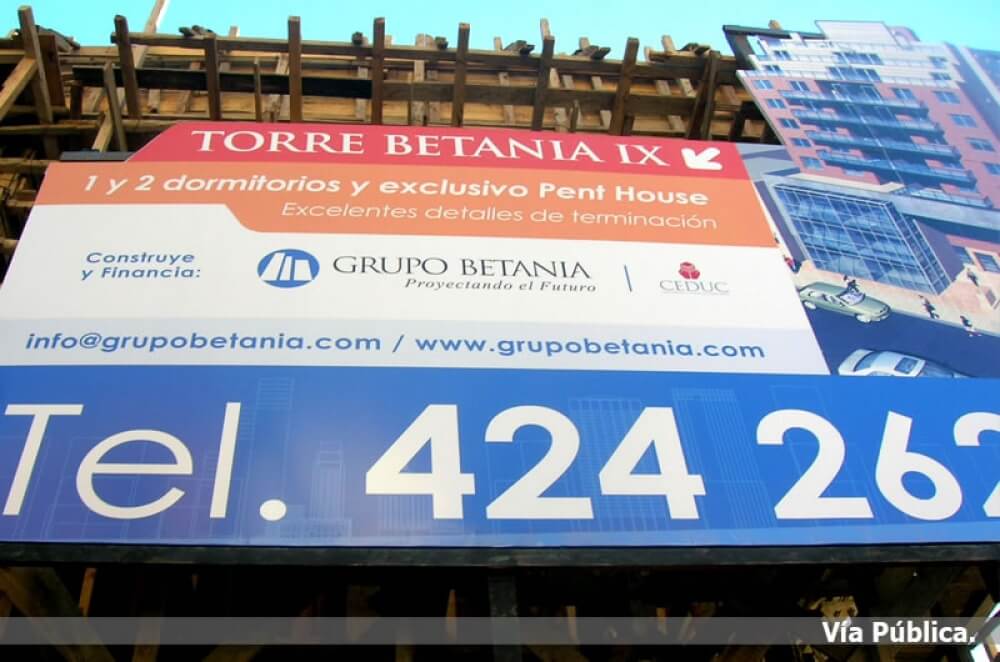 TORRE BETANIA IX
1 y 2 dormitorios y exclusivo Pent House
Excelentes detalles de terminación
Construye
y Financia:
GRUPO BETANIA
Proyectando el Futuro
CEDUC
info@grupobetania.com / www.grupobetania.com
Tel. 424 262
Vía Pública.